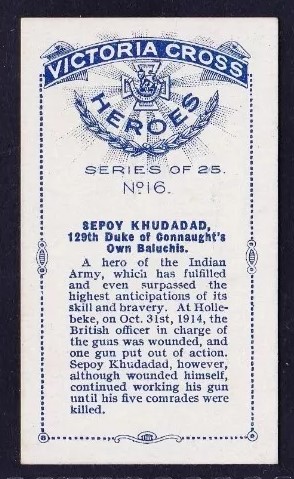 VICTORIA CROSS
HEROES
SERIES OF 25.
No 16.
SEPOY KHUDADAD,
129th Duke of Connaught's
Own Baluchis.
A hero of the Indian
Army, which has fulfilled
and even surpassed the
highest anticipations of its
skill and bravery. At Holle-
beke, on Oct. 31st, 1914, the
British officer in charge of
the guns was wounded, and
one gun put out of action.
Sepoy Khudadad, however,
although wounded himself,
continued working his gun
until his five comrades were
killed.